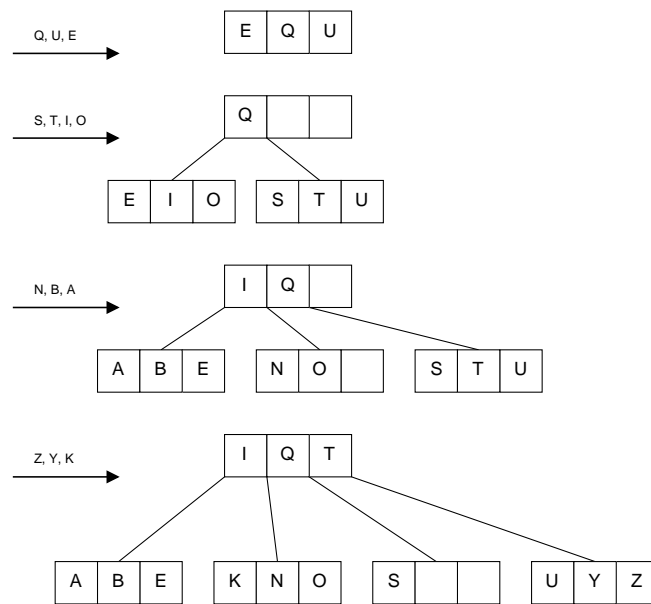 Q, U, E
E Q U
S, T, I, O
Q
E I O S T U
N, B, A
I Q
A B E N O S T U
Z, Y, K
I Q T
A B E K N O S U Y Z